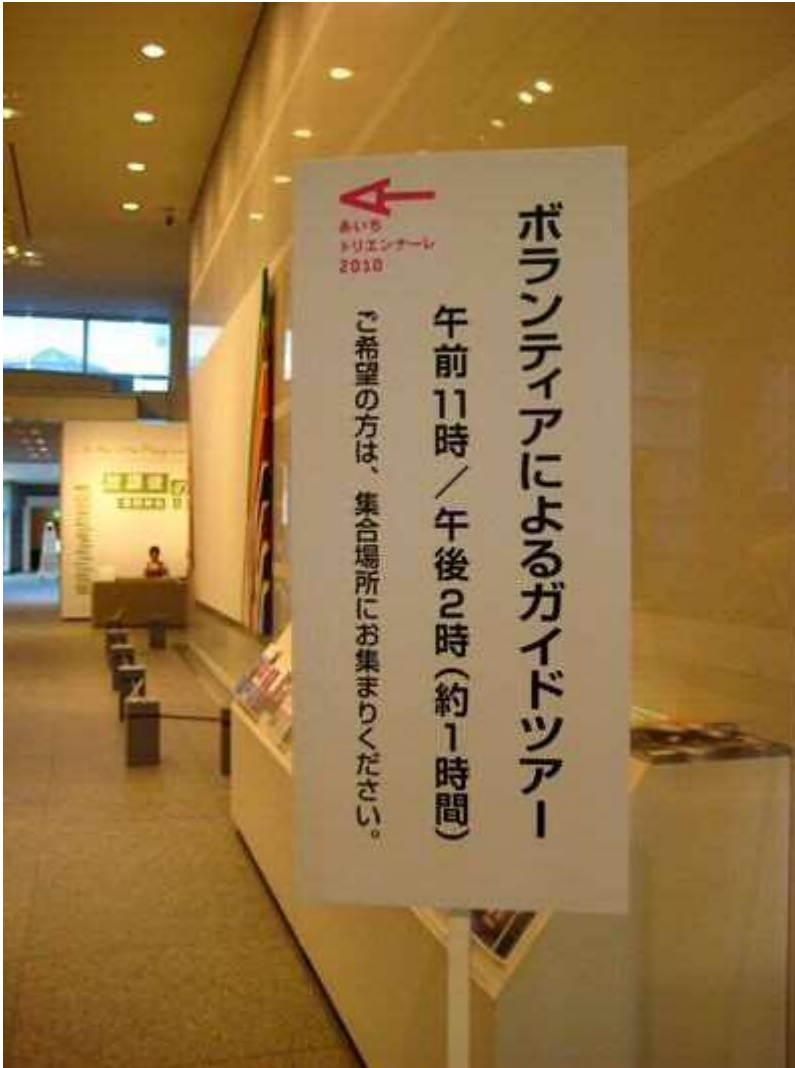 ボランティアによるガイドツアー
午前11時／午後2時(約1時間)
ご希望の方は、集合場所にお集まりください。
あいち
トリエンナーレ
2010